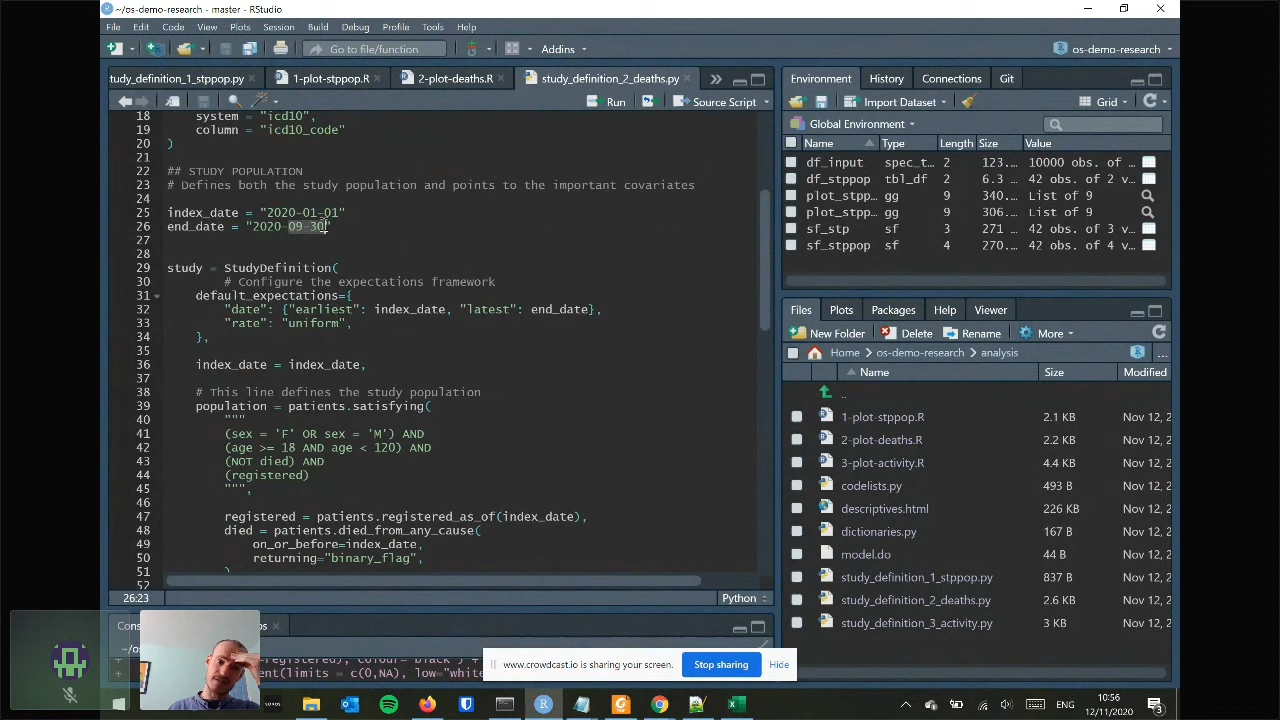 ~/os-demo-research - master - RStudio
File Edit Code View Plots Session Build Debug Profile Tools Help
Go to file/function Addins os-demo-research
tudy_definition_1_stppop.py 1-plot-stppop.R 2-plot-deaths.R study_definition_2_deaths.py
Run Source Script
18 system = "icd10",
19 column = "icd10_code"
20 )
21
22 ## STUDY POPULATION
23 # Defines both the study population and points to the important covariates
24
25 index_date = "2020-01-01"
26 end_date = "2020-09-30"
27
28
29 study = StudyDefinition(
30 # Configure the expectations framework
31 default_expectations={
32 "date": {"earliest": index_date, "latest": end_date},
33 "rate": "uniform",
34 },
35
36 index_date = index_date,
37
38 # This line defines the study population
39 population = patients.satisfying(
40 """
41 (sex = 'F' OR sex = 'M') AND
42 (age >= 18 AND age < 120) AND
43 (NOT died) AND
44 (registered)
45 """,
46
47 registered = patients.registered_as_of(index_date),
48 died = patients.died_from_any_cause(
49 on_or_before=index_date,
50 returning="binary_flag",
51 )
52
26:23 Python
Environment History Connections Git
Import Dataset Grid
Global Environment
Name Type Length Size Value
df_input spec_t... 2 123.... 10000 obs. of
df_stppop tbl_df 2 6.3 42 obs. of 2 v
plot_stpp... gg 9 340... List of 9
plot_stpp... gg 9 306... List of 9
sf_stp sf 3 271... 42 obs. of 3 v
sf_stppop sf 4 270... 42 obs. of 4 v
Files Plots Packages Help Viewer
New Folder Delete Rename More
Home os-demo-research analysis ...
Name Size Modified
..
1-plot-stppop.R 2.1 KB Nov 12, 2
2-plot-deaths.R 2.2 KB Nov 12, 2
3-plot-activity.R 4.4 KB Nov 12, 2
codelists.py 493 B Nov 12, 2
descriptives.html 226 KB Nov 12, 2
dictionaries.py 167 B Nov 12, 2
model.do 44 B Nov 12, 2
study_definition_1_stppop.py 837 B Nov 12, 2
study_definition_2_deaths.py 2.6 KB Nov 12, 2
study_definition_3_activity.py 3 KB Nov 12, 2
Cons
www.crowdcast.io is sharing your screen. Stop sharing Hide
SONOS
ENG
10:56
12/11/2020
3